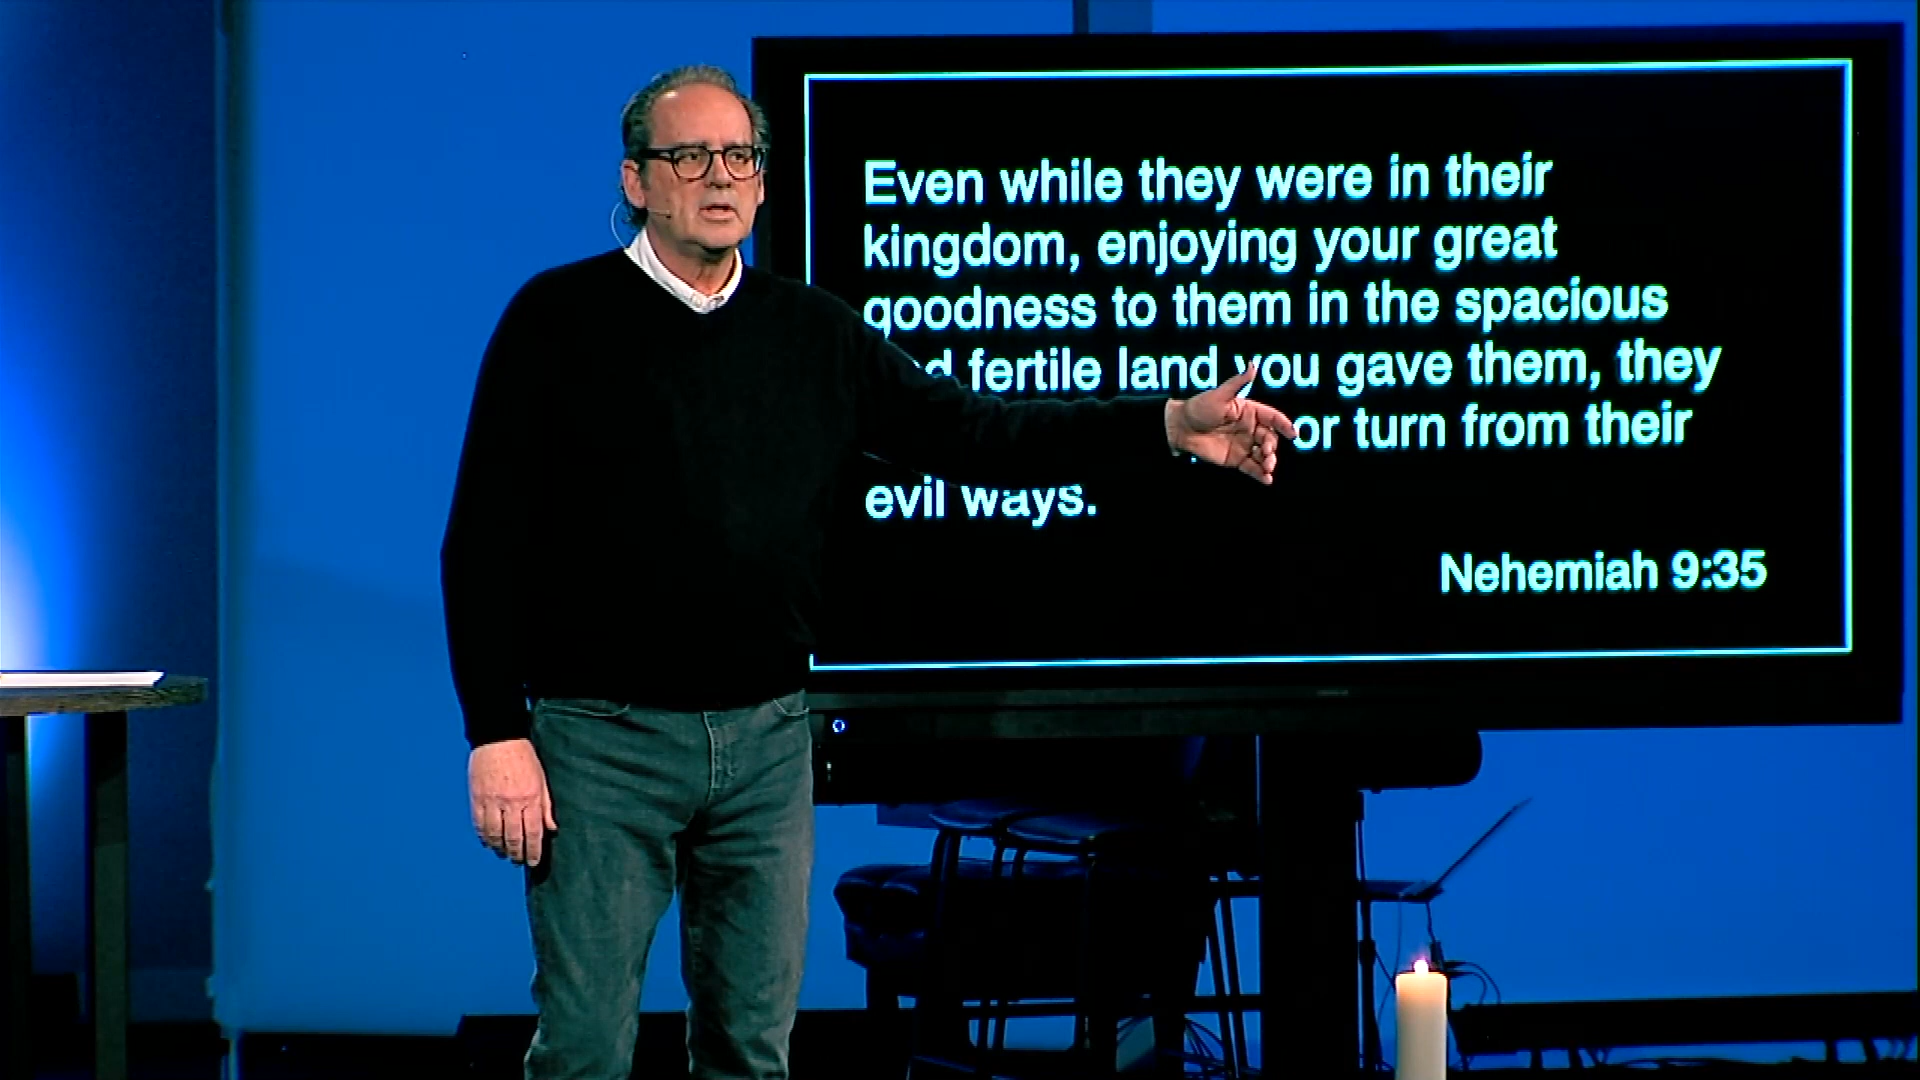 Even while they were in their
kingdom, enjoying your great
goodness to them in the spacious
fertile land you gave them, they
or turn from their
evil ways.
Nehemiah 9:35